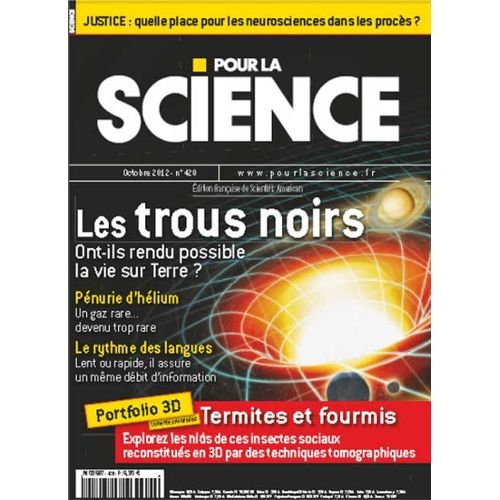 SCIENCE
JUSTICE : quelle place pour les neurosciences dans les procès ?
POUR LA
SCIENCE
Octobre 2012 - n° 420
www.pourlascience.fr
Édition française de Scientific American
Les trous noirs
Ont-ils rendu possible
la vie sur Terre ?
Pénurie d'hélium
Un gaz rare...
devenu trop rare
Le rythme des langues
Lent ou rapide, il assure
un même débit d'information
Portfolio 3D
Termites et fourmis
Explorez les nids de ces insectes sociaux
reconstitués en 3D par des techniques tomographiques